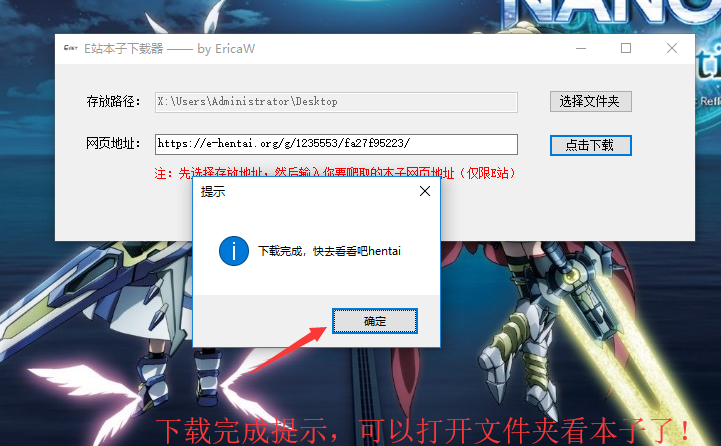 NANO
E站本子下载器 —— by EricaW
存放路径：
X:\Users\Administrator\Desktop
选择文件夹
: Refle
网页地址：
https://e-hentai.org/g/1235553/fa27f95223/
点击下载
注：先选择存放地址，然后输入你要爬取的本子网页地址（仅限E站）
提示
下载完成，快去看看吧hentai
确定
下载完成提示，可以打开文件夹看本子了！